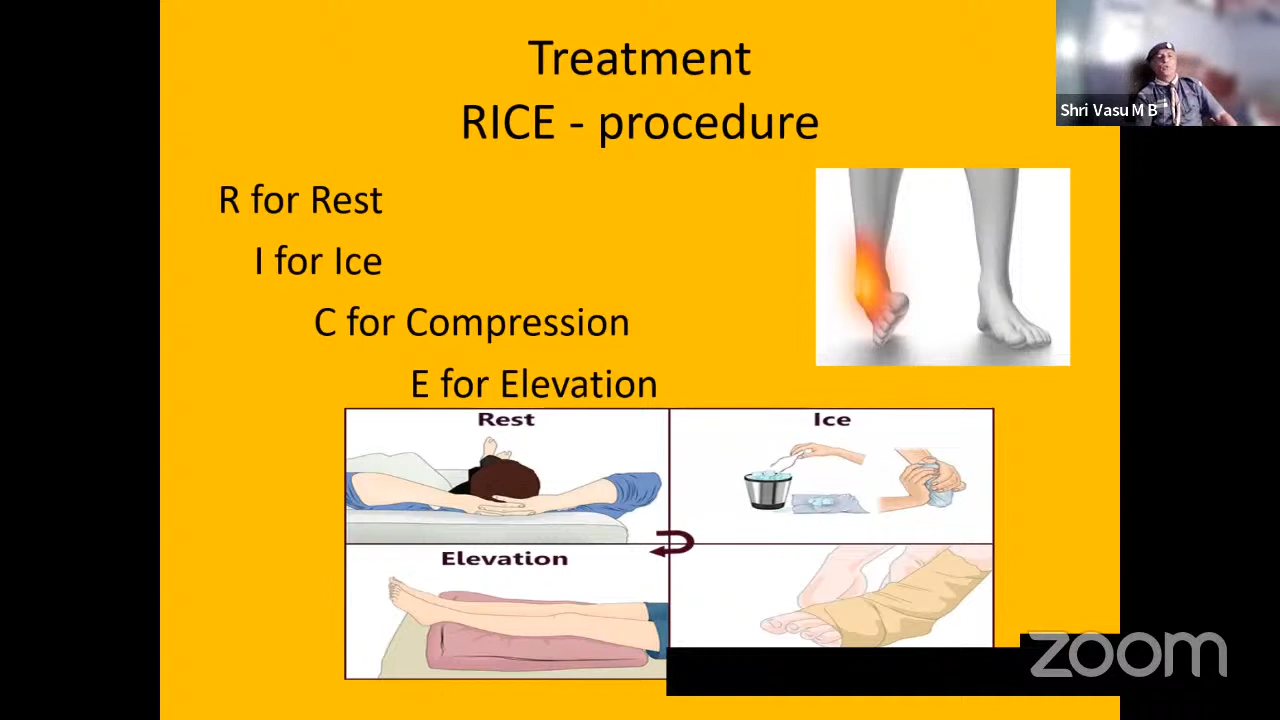 Treatment
RICE - procedure
Shri Vasu M B
R for Rest
I for Ice
C for Compression
E for Elevation
Rest
Ice
Elevation
zoom